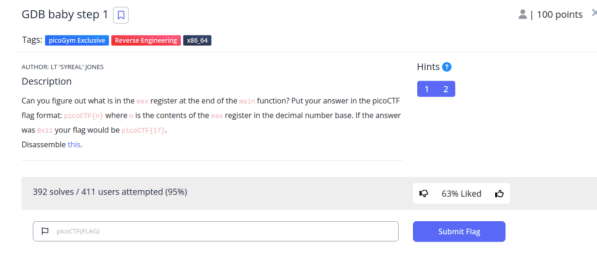 GDB baby step 1
| 100 points
Tags: picoGym Exclusive Reverse Engineering x86_64
AUTHOR: LT 'SYREAL' JONES
Description
Can you figure out what is in the eax register at the end of the main function? Put your answer in the picoCTF
flag format: picoCTF{n} where n is the contents of the eax register in the decimal number base. If the answer
was 0x11 your flag would be picoCTF{17}.
Disassemble this.
Hints ?
1 2
392 solves / 411 users attempted (95%)
63% Liked
picoCTF{FLAG}
Submit Flag